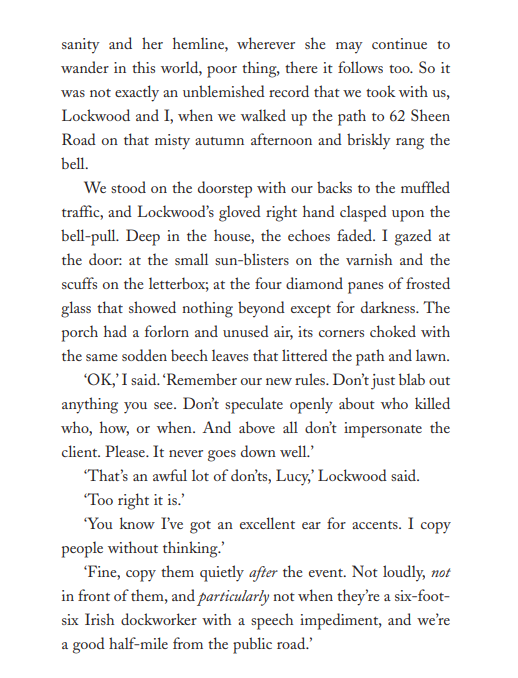 sanity and her hemline, wherever she may continue to
wander in this world, poor thing, there it follows too. So it
was not exactly an unblemished record that we took with us,
Lockwood and I, when we walked up the path to 62 Sheen
Road on that misty autumn afternoon and briskly rang the
bell.
We stood on the doorstep with our backs to the muffled
traffic, and Lockwood’s gloved right hand clasped upon the
bell-pull. Deep in the house, the echoes faded. I gazed at
the door: at the small sun-blisters on the varnish and the
scuffs on the letterbox; at the four diamond panes of frosted
glass that showed nothing beyond except for darkness. The
porch had a forlorn and unused air, its corners choked with
the same sodden beech leaves that littered the path and lawn.
‘OK,’ I said. ‘Remember our new rules. Don’t just blab out
anything you see. Don’t speculate openly about who killed
who, how, or when. And above all don’t impersonate the
client. Please. It never goes down well.’
‘That’s an awful lot of don’ts, Lucy,’ Lockwood said.
‘Too right it is.’
‘You know I’ve got an excellent ear for accents. I copy
people without thinking.’
‘Fine, copy them quietly after the event. Not loudly, not
in front of them, and particularly not when they’re a six-foot-
six Irish dockworker with a speech impediment, and we’re
a good half-mile from the public road.’